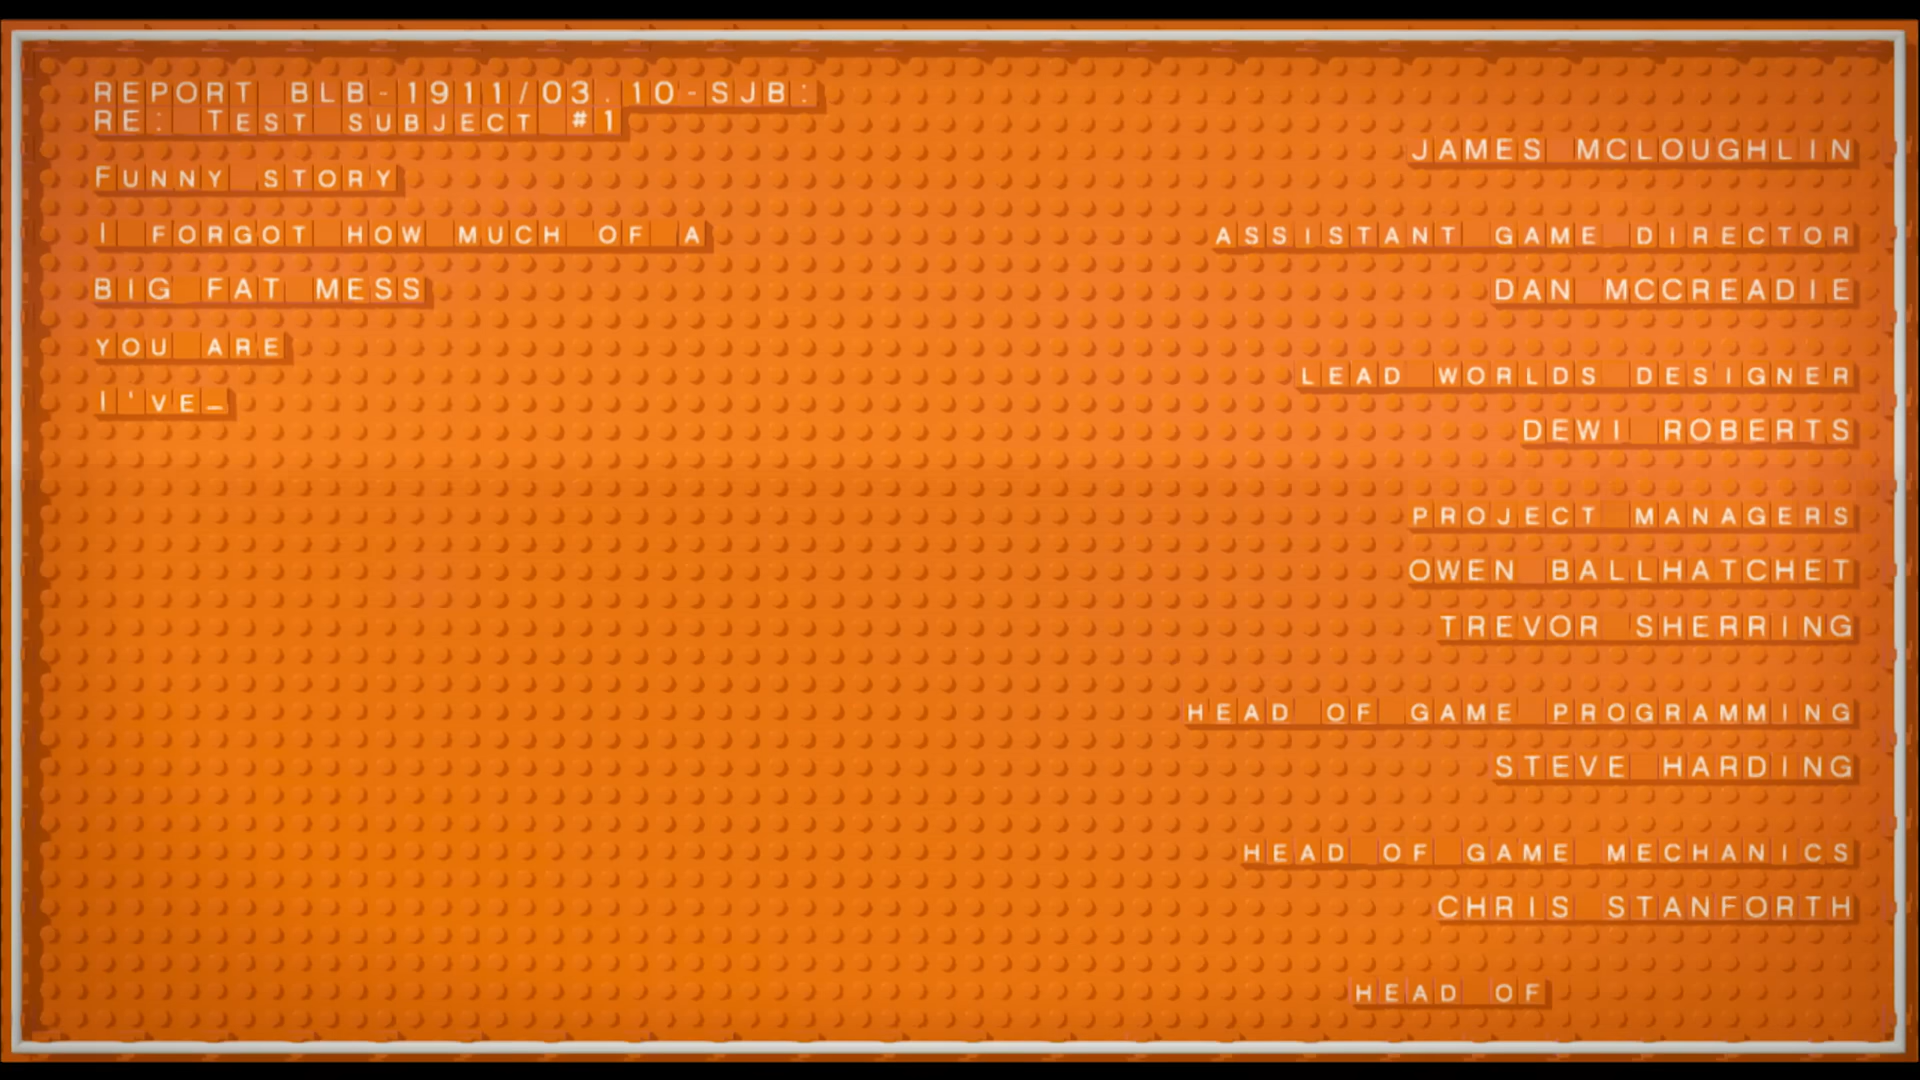 REPORT BLB-1911/03.10-SJB:
RE: TEST SUBJECT #1
FUNNY STORY
I FORGOT HOW MUCH OF A
BIG FAT MESS
YOU ARE
I'VE_
JAMES MCLOUGHLIN
ASSISTANT GAME DIRECTOR
DAN MCCREADIE
LEAD WORLDS DESIGNER
DEWI ROBERTS
PROJECT MANAGERS
OWEN BALLHATCHET
TREVOR SHERRING
HEAD OF GAME PROGRAMMING
STEVE HARDING
HEAD OF GAME MECHANICS
CHRIS STANFORTH
HEAD OF